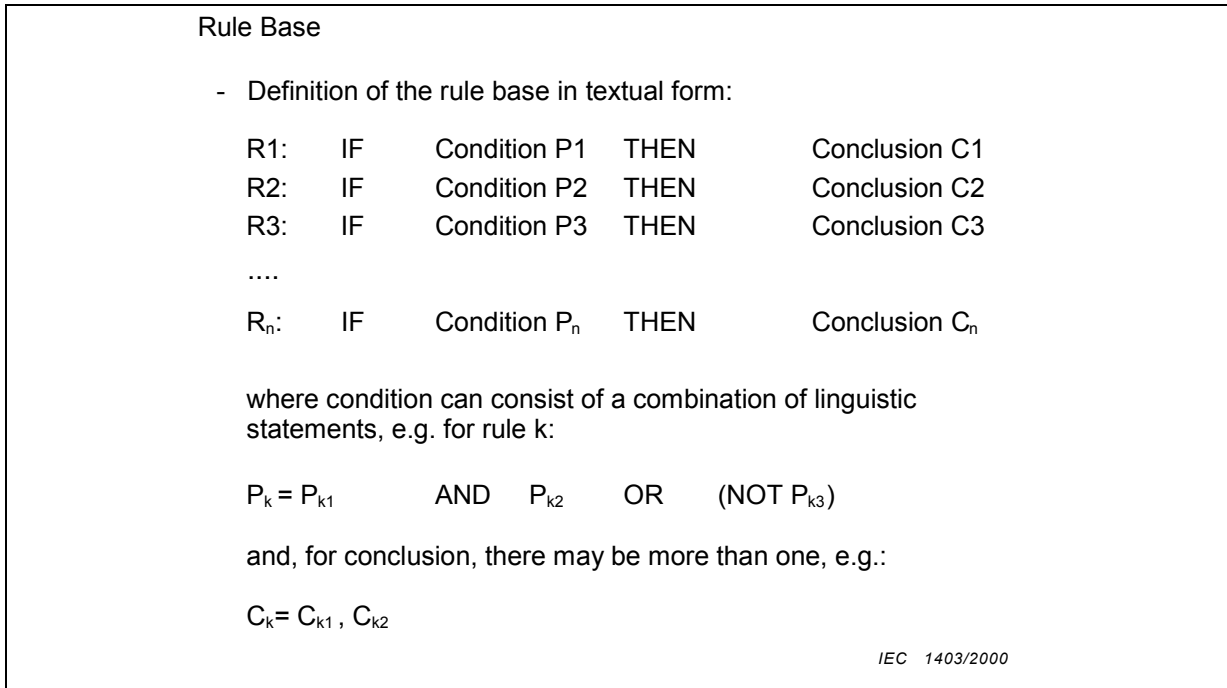 Rule Base
- Definition of the rule base in textual form:
R1: IF Condition P1 THEN Conclusion C1
R2: IF Condition P2 THEN Conclusion C2
R3: IF Condition P3 THEN Conclusion C3
....
Rₙ: IF Condition Pₙ THEN Conclusion Cₙ
where condition can consist of a combination of linguistic
statements, e.g. for rule k:
Pₖ = Pₖ₁ AND Pₖ₂ OR (NOT Pₖ₃)
and, for conclusion, there may be more than one, e.g.:
Cₖ= Cₖ₁ , Cₖ₂
IEC 1403/2000